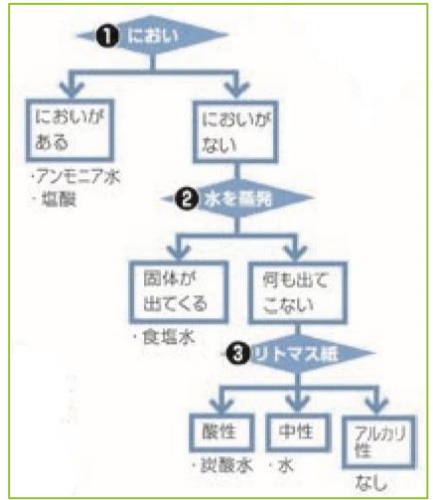 ❶ におい
においが
ある
においが
ない
・アンモニア水
・塩酸
❷ 水を蒸発
固体が
出てくる
何も出て
こない
・食塩水
❸ リトマス紙
酸性
中性
アルカリ
性
・炭酸水
・水
なし